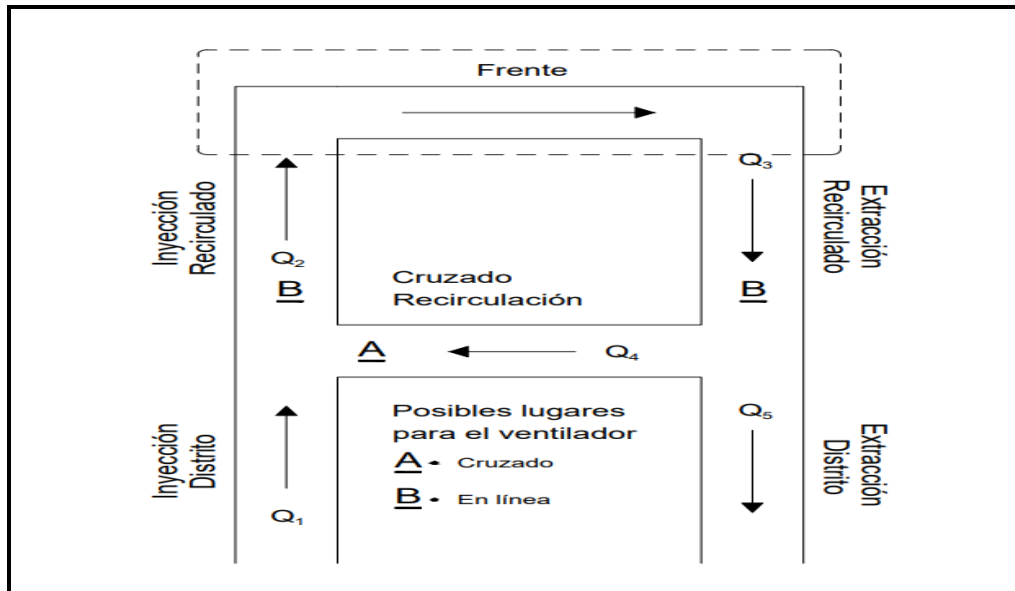 Frente
Inyección
Recirculado
Q2
B
Q3
Extracción
Recirculado
B
Cruzado
Recirculación
A
Q4
Inyección
Distrito
Q1
Posibles lugares
para el ventilador
A • Cruzado
B • En línea
Q5
Extracción
Distrito